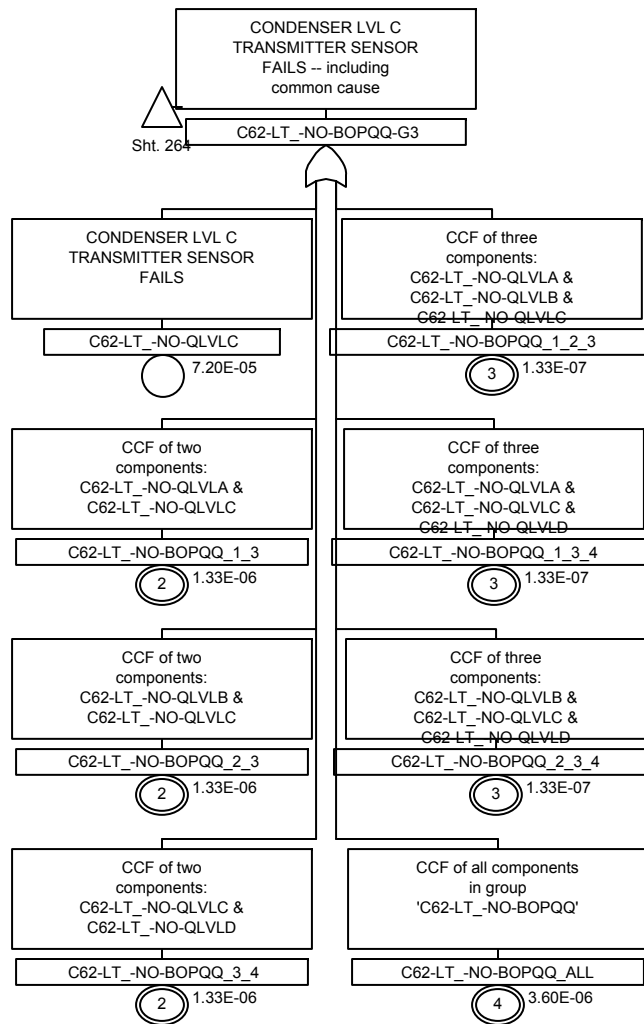 CONDENSER LVL C
TRANSMITTER SENSOR
FAILS -- including
common cause
C62-LT_-NO-BOPQQ-G3
Sht. 264
CONDENSER LVL C
TRANSMITTER SENSOR
FAILS
C62-LT_-NO-QLVLC
7.20E-05
CCF of three
components:
C62-LT_-NO-QLVLA &
C62-LT_-NO-QLVLB &
C62-LT_-NO-QLVLC
C62-LT_-NO-BOPQQ_1_2_3
3
1.33E-07
CCF of two
components:
C62-LT_-NO-QLVLA &
C62-LT_-NO-QLVLC
C62-LT_-NO-BOPQQ_1_3
2
1.33E-06
CCF of three
components:
C62-LT_-NO-QLVLA &
C62-LT_-NO-QLVLC &
C62-LT_-NO-QLVLD
C62-LT_-NO-BOPQQ_1_3_4
3
1.33E-07
CCF of two
components:
C62-LT_-NO-QLVLB &
C62-LT_-NO-QLVLC
C62-LT_-NO-BOPQQ_2_3
2
1.33E-06
CCF of three
components:
C62-LT_-NO-QLVLB &
C62-LT_-NO-QLVLC &
C62-LT_-NO-QLVLD
C62-LT_-NO-BOPQQ_2_3_4
3
1.33E-07
CCF of two
components:
C62-LT_-NO-QLVLC &
C62-LT_-NO-QLVLD
C62-LT_-NO-BOPQQ_3_4
2
1.33E-06
CCF of all components
in group
'C62-LT_-NO-BOPQQ'
C62-LT_-NO-BOPQQ_ALL
4
3.60E-06